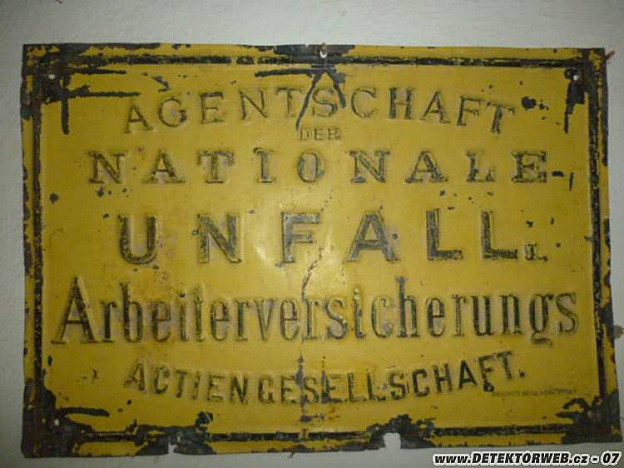 AGENTSCHAFT
DER
NATIONALE
UNFALL.
Arbeiterversicherungs
ACTIENGESELLSCHAFT.
www.DETEKTORWEB.cz - 07